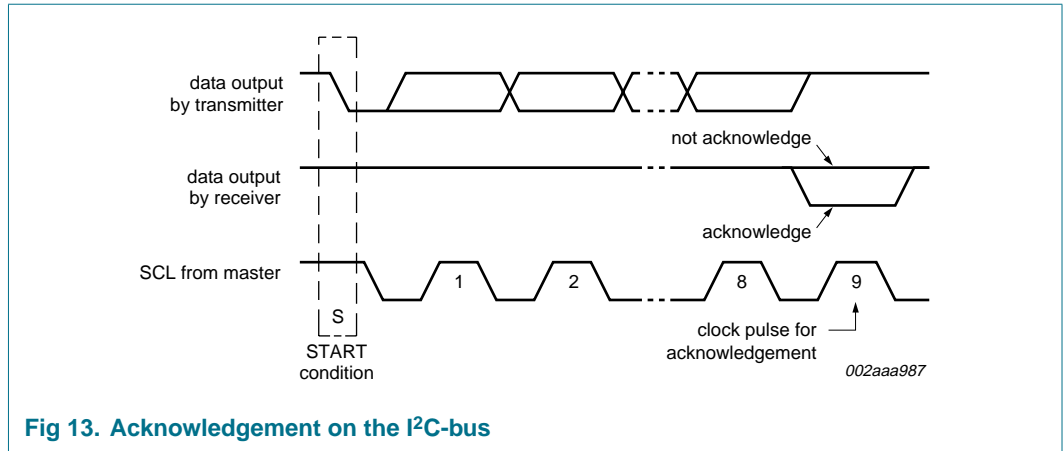 data output
by transmitter
not acknowledge
data output
by receiver
acknowledge
SCL from master
1
2
8
9
S
START
condition
clock pulse for
acknowledgement
002aaa987
Fig 13. Acknowledgement on the I²C-bus